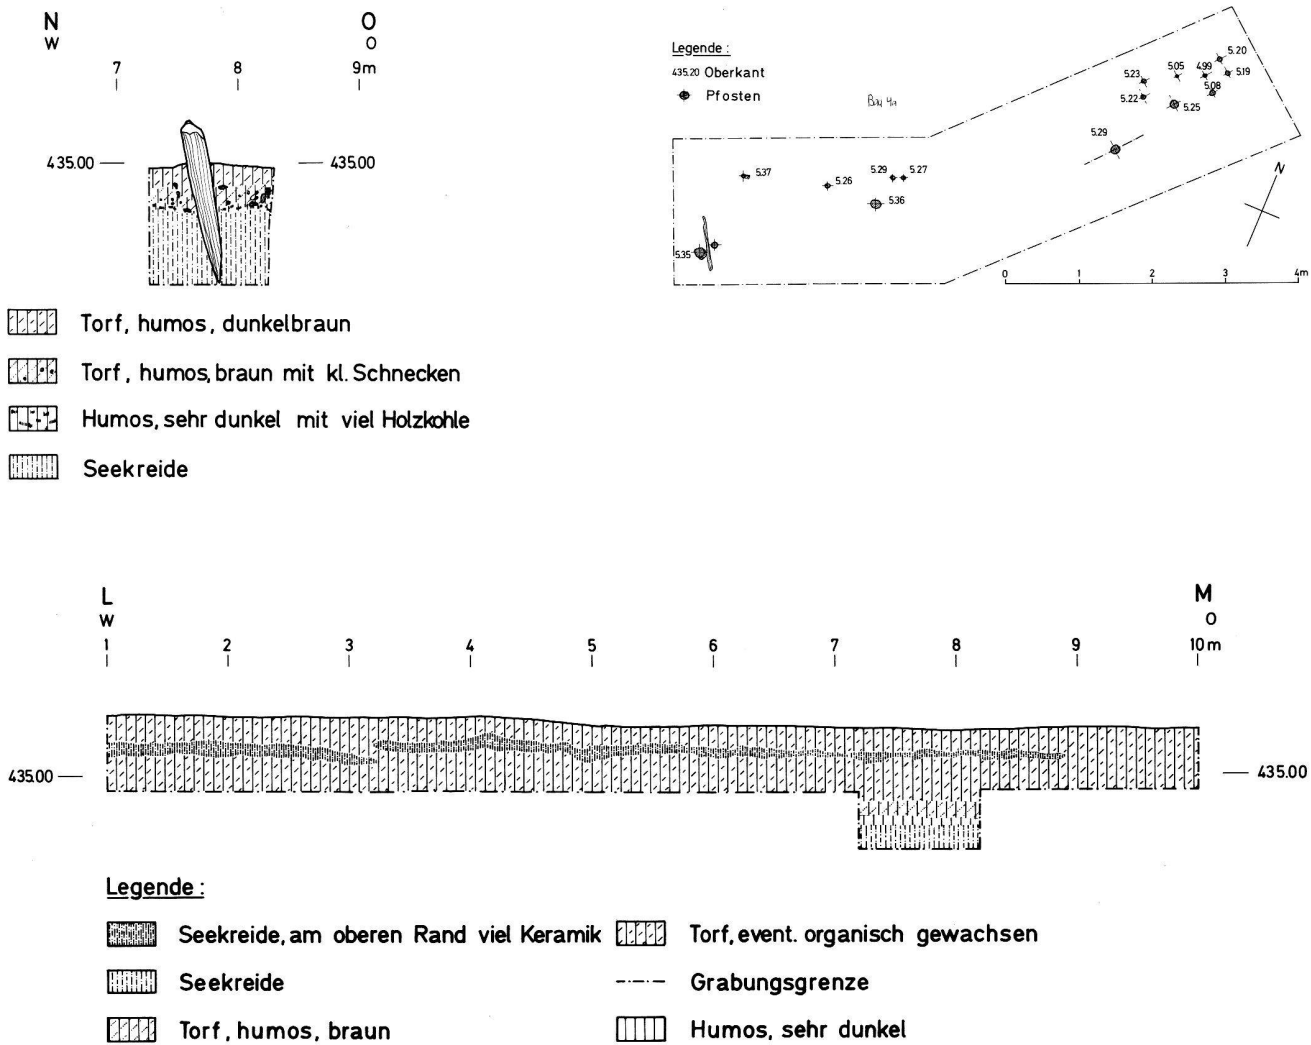 N O
W O
7 8 9m
435.00 435.00
Torf, humos, dunkelbraun
Torf, humos, braun mit kl. Schnecken
Humos, sehr dunkel mit viel Holzkohle
Seekreide
Legende :
435.20 Oberkant
Pfosten
5.20
5.05 4.99
5.23 5.19
5.08
5.22 5.25
5.29
5.37 5.26 5.29 5.27
5.36
5.35
N
0 1 2 3 4m
L M
W O
1 2 3 4 5 6 7 8 9 10m
435.00 435.00
Legende :
Seekreide, am oberen Rand viel Keramik Torf, event. organisch gewachsen
Seekreide Grabungsgrenze
Torf, humos, braun Humos, sehr dunkel